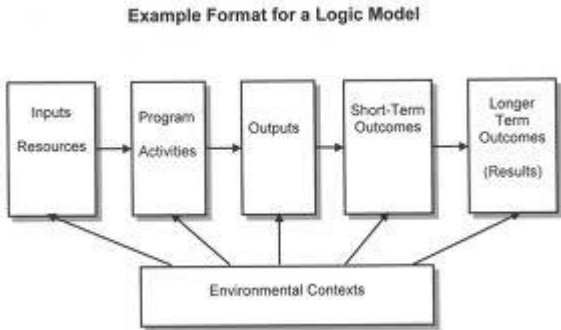 Example Format for a Logic Model
Inputs
Resources
Program
Activities
Outputs
Short-Term
Outcomes
Longer
Term
Outcomes
(Results)
Environmental Contexts